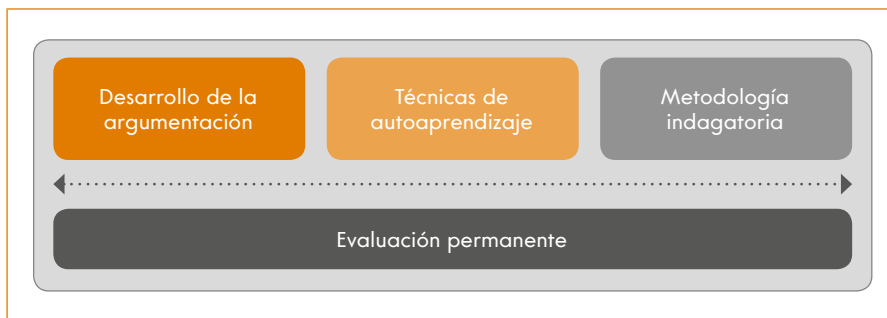 Desarrollo de la
argumentación
Técnicas de
autoaprendizaje
Metodología
indagatoria
Evaluación permanente